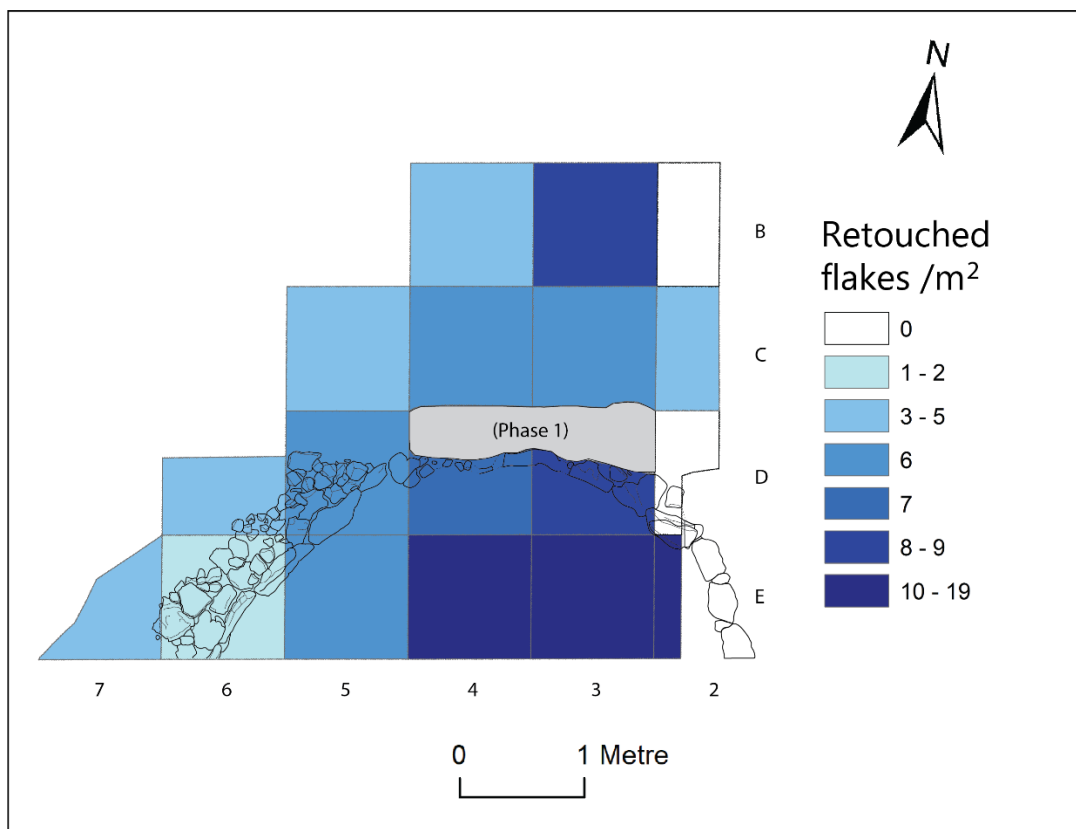 N
B
Retouched
flakes /m²
0
1 - 2
C
3 - 5
(Phase 1)
6
D
7
8 - 9
E
10 - 19
7 6 5 4 3 2
0 1 Metre